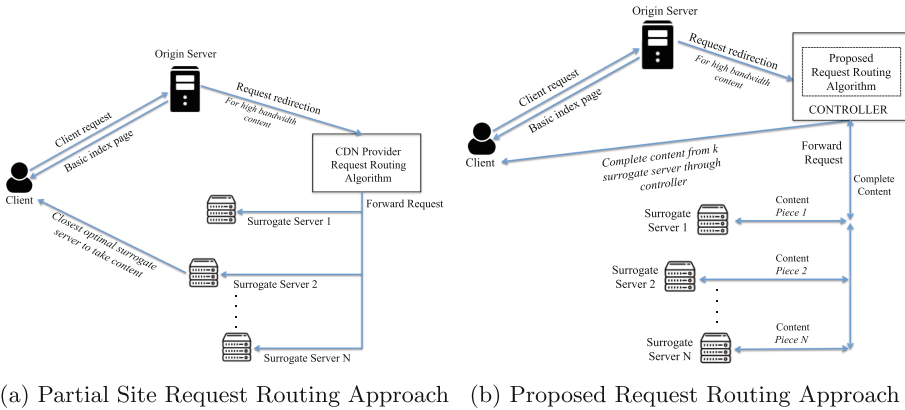 Origin Server
Client request
Basic index page
Request redirection
For high bandwidth
content
Client
CDN Provider
Request Routing
Algorithm
Forward Request
Surrogate Server 1
Closest optimal surrogate
server to take content
Surrogate Server 2
Surrogate Server N
(a) Partial Site Request Routing Approach
Origin Server
Client request
Basic index page
Request redirection
For high bandwidth
content
Proposed
Request Routing
Algorithm
CONTROLLER
Client
Complete content from k
surrogate server through
controller
Forward
Request
Complete
Content
Surrogate
Server 1
Content
Piece 1
Surrogate
Server 2
Content
Piece 2
Surrogate
Server N
Content
Piece N
(b) Proposed Request Routing Approach